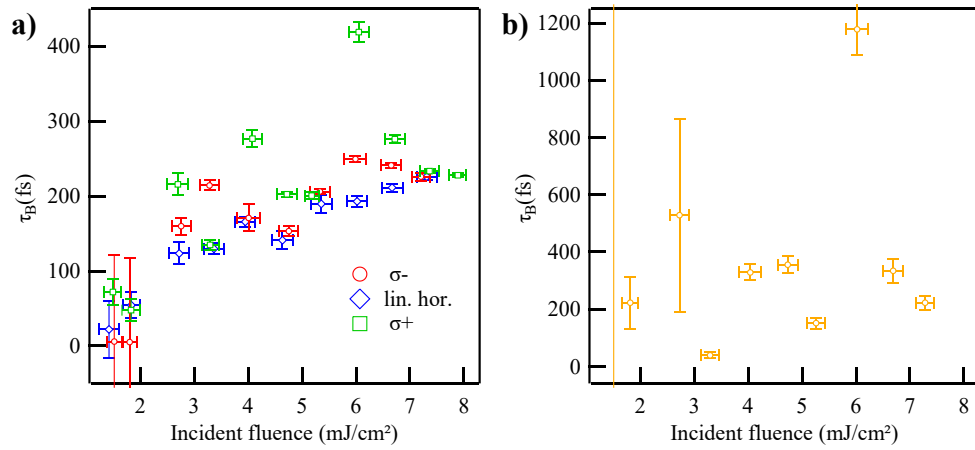 a)
400
300
200
100
0
τB(fs)
σ-
lin. hor.
σ+
2 3 4 5 6 7 8
Incident fluence (mJ/cm²)
b)
1200
1000
800
600
400
200
0
τB(fs)
2 3 4 5 6 7 8
Incident fluence (mJ/cm²)